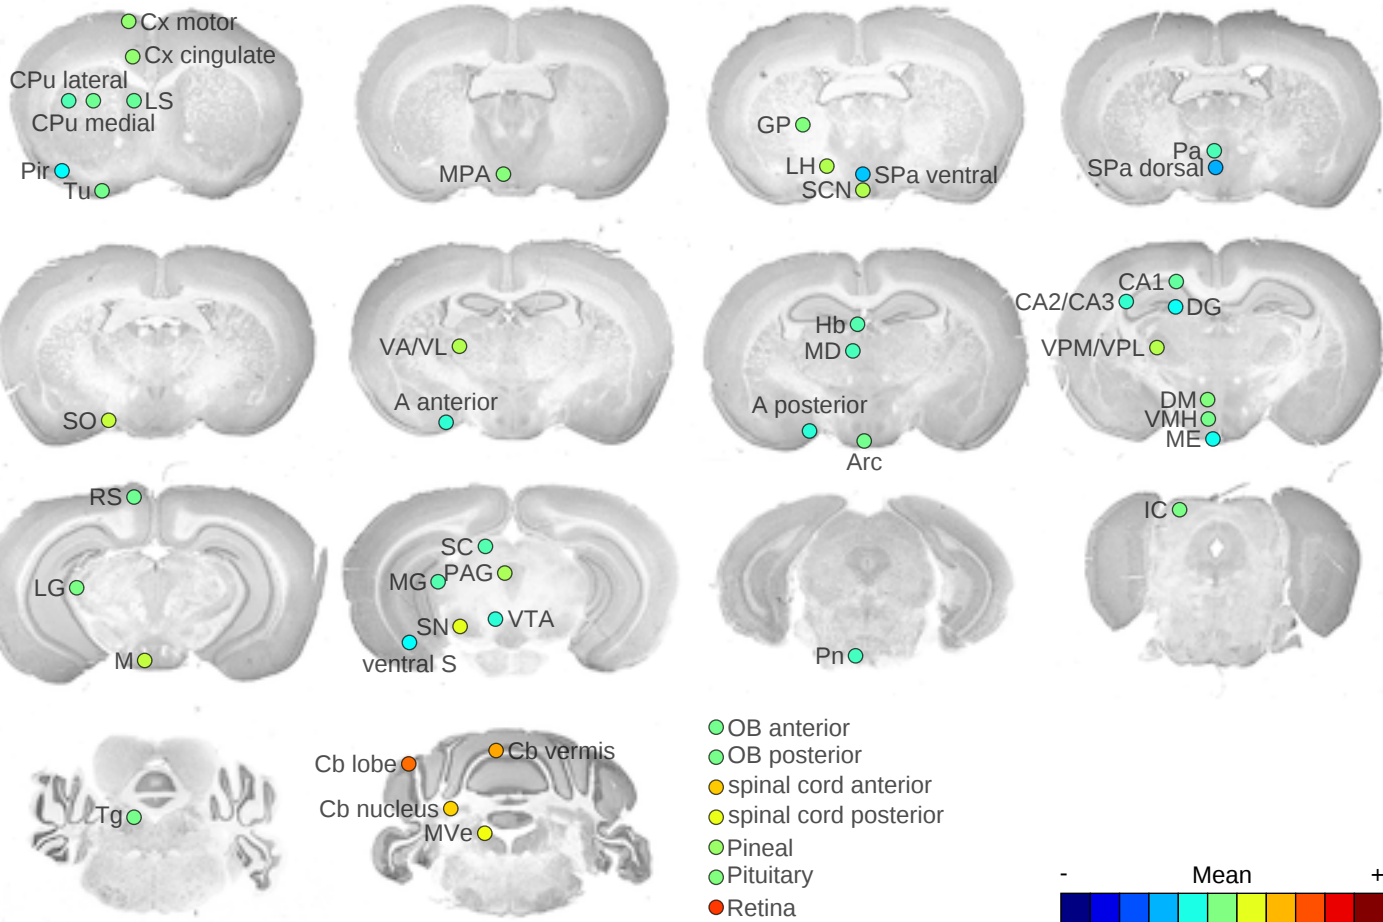 Cx motor
Cx cingulate
CPu lateral
LS
CPu medial
Pir
Tu
MPA
GP
LH
SPa ventral
SCN
Pa
SPa dorsal
SO
VA/VL
A anterior
Hb
MD
A posterior
Arc
CA1
CA2/CA3
DG
VPM/VPL
DM
VMH
ME
RS
LG
M
SC
PAG
MG
SN
VTA
ventral S
Pn
IC
Tg
Cb lobe
Cb vermis
Cb nucleus
MVe
OB anterior
OB posterior
spinal cord anterior
spinal cord posterior
Pineal
Pituitary
Retina
- Mean +